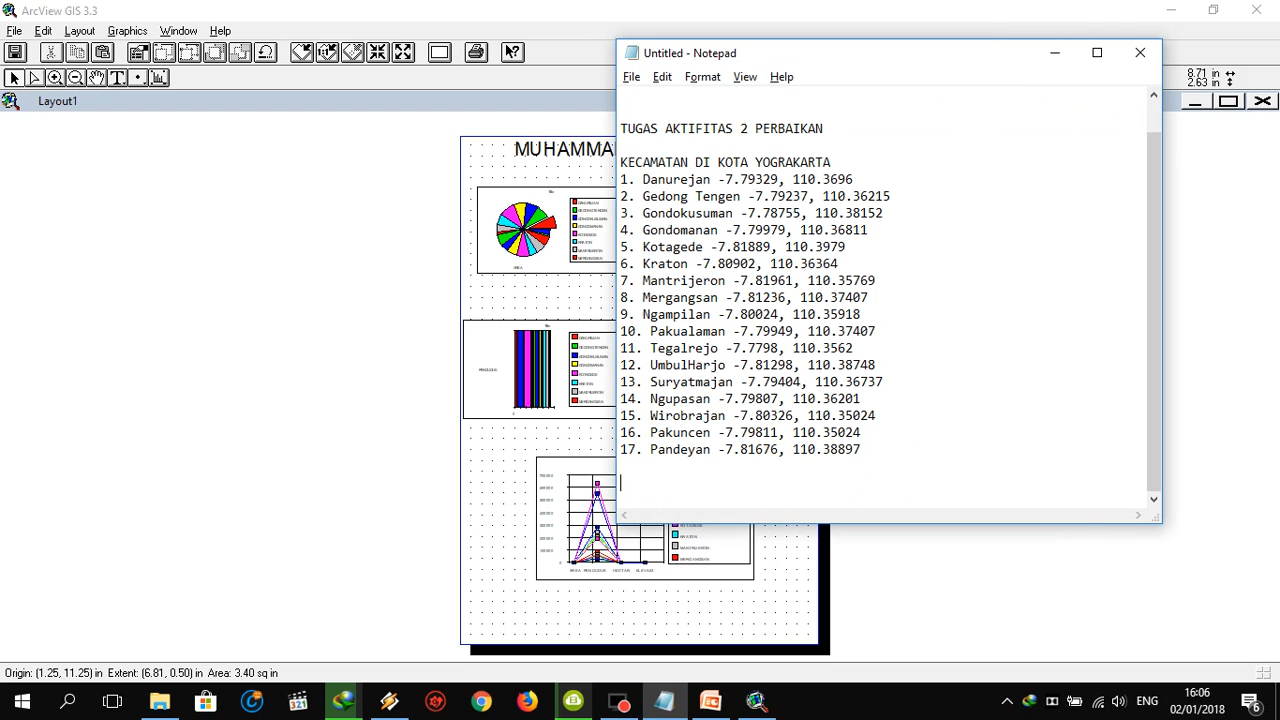 ArcView GIS 3.3
File Edit Layout Graphics Window Help
8.71 in
2.63 in
Layout1
MUHAMMA
AREA
Untitled - Notepad
File Edit Format View Help
TUGAS AKTIFITAS 2 PERBAIKAN
KECAMATAN DI KOTA YOGRAKARTA
1. Danurejan -7.79329, 110.3696
2. Gedong Tengen -7.79237, 110.36215
3. Gondokusuman -7.78755, 110.38152
4. Gondomanan -7.79979, 110.36811
5. Kotagede -7.81889, 110.3979
6. Kraton -7.80902, 110.36364
7. Mantrijeron -7.81961, 110.35769
8. Mergangsan -7.81236, 110.37407
9. Ngampilan -7.80024, 110.35918
10. Pakualaman -7.79949, 110.37407
11. Tegalrejo -7.7798, 110.3562
12. UmbulHarjo -7.81298, 110.38748
13. Suryatmajan -7.79404, 110.36737
14. Ngupasan -7.79807, 110.36201
15. Wirobrajan -7.80326, 110.35024
16. Pakuncen -7.79811, 110.35024
17. Pandeyan -7.81676, 110.38897
Origin: (1.25, 11.25) in Extent: (6.81, 0.50) in Area: 3.40 sq in
321
ENG
16:06
02/01/2018
6